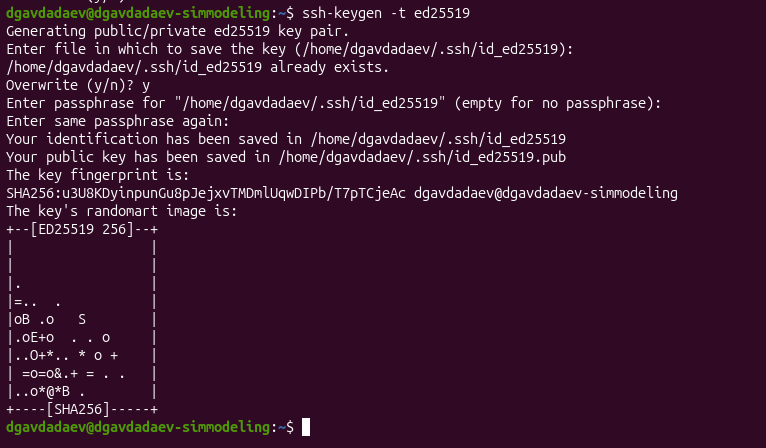 (y/n)
dgavdadaev@dgavdadaev-simmodeling:~$ ssh-keygen -t ed25519
Generating public/private ed25519 key pair.
Enter file in which to save the key (/home/dgavdadaev/.ssh/id_ed25519):
/home/dgavdadaev/.ssh/id_ed25519 already exists.
Overwrite (y/n)? y
Enter passphrase for "/home/dgavdadaev/.ssh/id_ed25519" (empty for no passphrase):
Enter same passphrase again:
Your identification has been saved in /home/dgavdadaev/.ssh/id_ed25519
Your public key has been saved in /home/dgavdadaev/.ssh/id_ed25519.pub
The key fingerprint is:
SHA256:u3U8KDyinpunGu8pJejxvTMDmlUqwDIPb/T7pTCjeAc dgavdadaev@dgavdadaev-simmodeling
The key's randomart image is:
+--[ED25519 256]--+
|                 |
|                 |
|.                |
|=..  .           |
|oB .o   S        |
|.oE+o  . . o     |
|..O+*.. * o +    |
| =o=o&.+ = . .   |
|..o*@*B .        |
+----[SHA256]-----+
dgavdadaev@dgavdadaev-simmodeling:~$